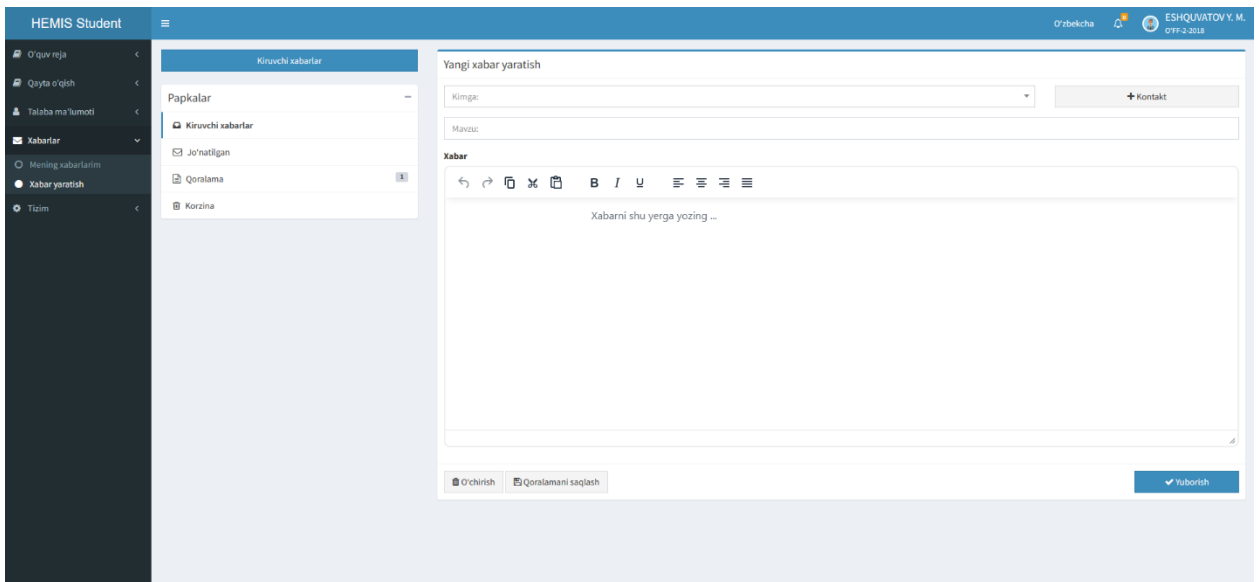 HEMIS Student
O'zbekcha
ESHQUVATOV Y. M.
O'FF-2-2018
O'quv reja
Qayta o'qish
Talaba ma'lumoti
Xabarlar
Mening xabarlarim
Xabar yaratish
Tizim
Kiruvchi xabarlar
Papkalar
Kiruvchi xabarlar
Jo'natilgan
Qoralama 1
Korzina
Yangi xabar yaratish
Kimga:
Kontakt
Mavzu:
Xabar
B I U
Xabarni shu yerga yozing ...
O'chirish
Qoralamani saqlash
Yuborish